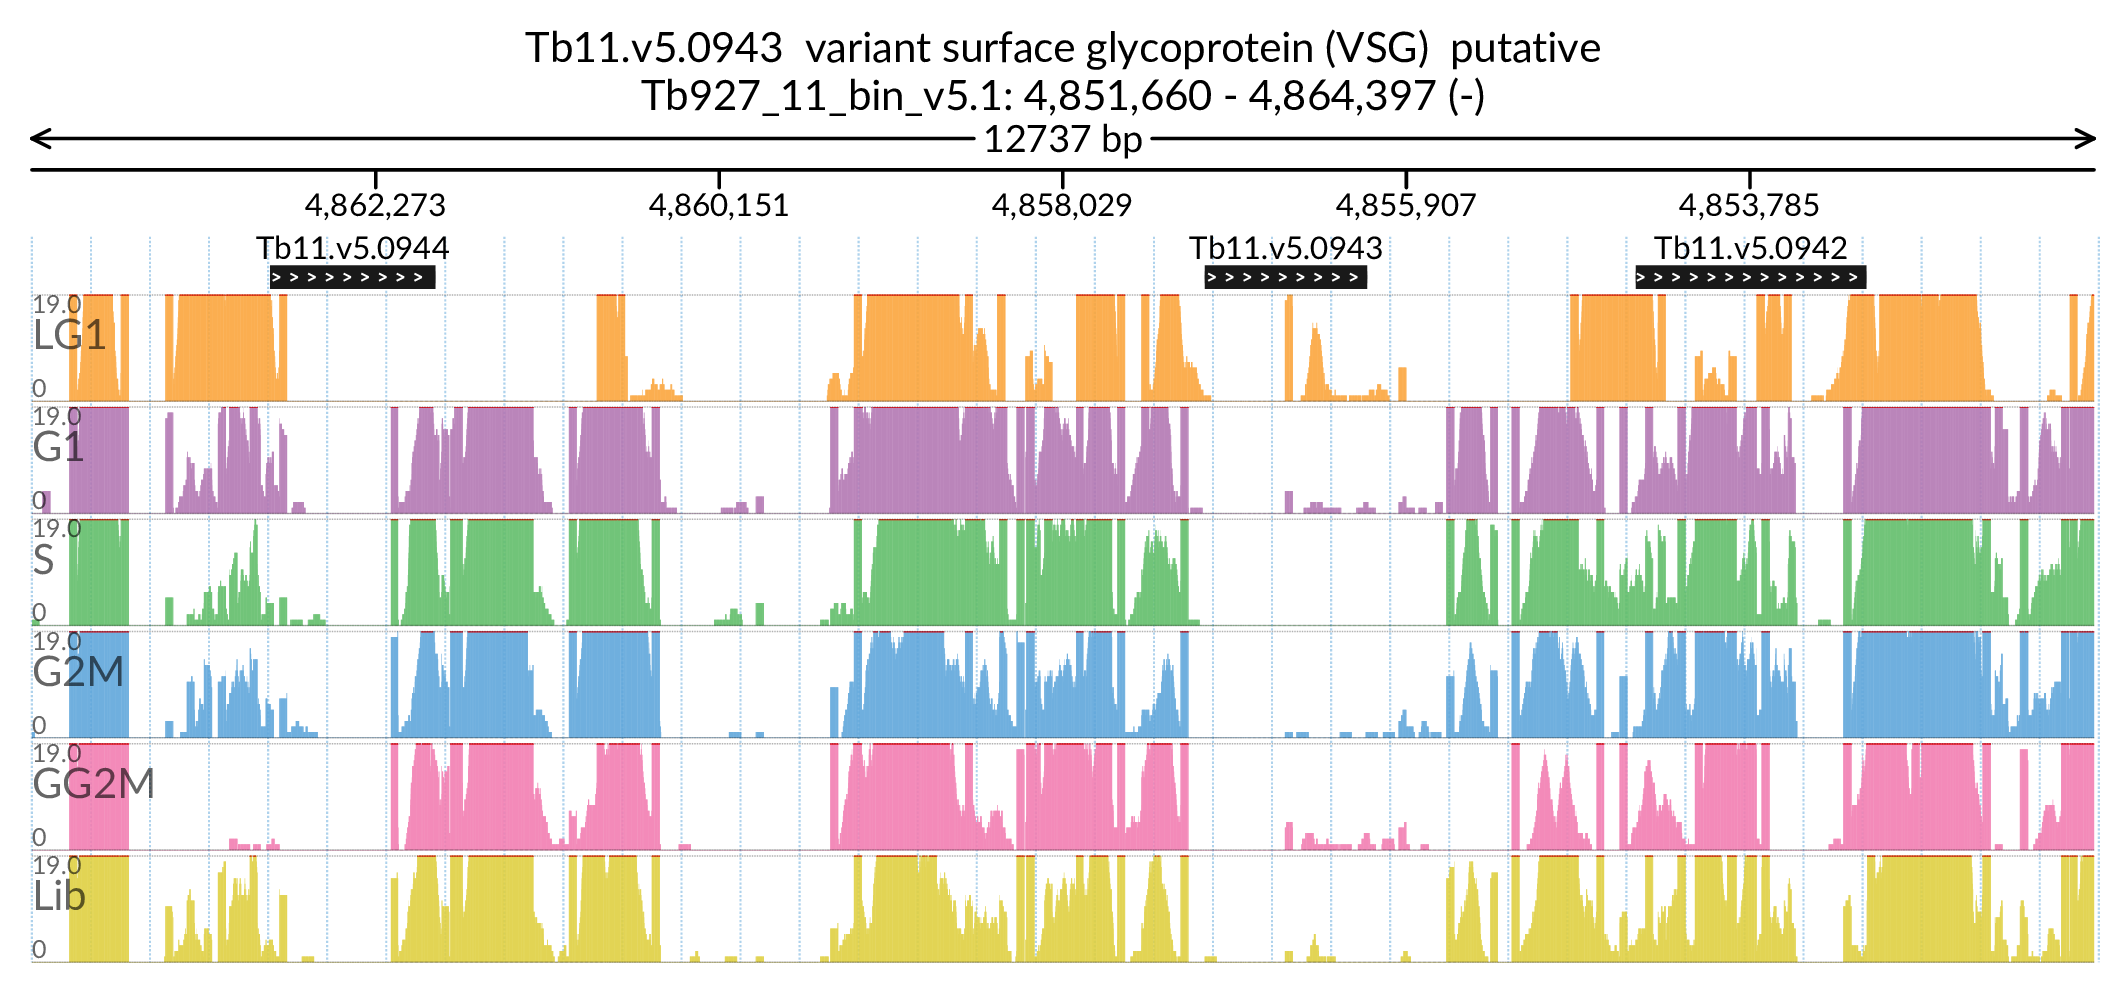 Tb11.v5.0943  variant surface glycoprotein (VSG)  putative
Tb927_11_bin_v5.1: 4,851,660 - 4,864,397 (-)
12737 bp
4,862,273 4,860,151 4,858,029 4,855,907 4,853,785
Tb11.v5.0944 Tb11.v5.0943 Tb11.v5.0942
> > > > > > > > > > > > > > > > > > > > > > > > > > > > > > >
19.0
LG1
0
19.0
G1
0
19.0
S
0
19.0
G2M
0
19.0
GG2M
0
19.0
Lib
0